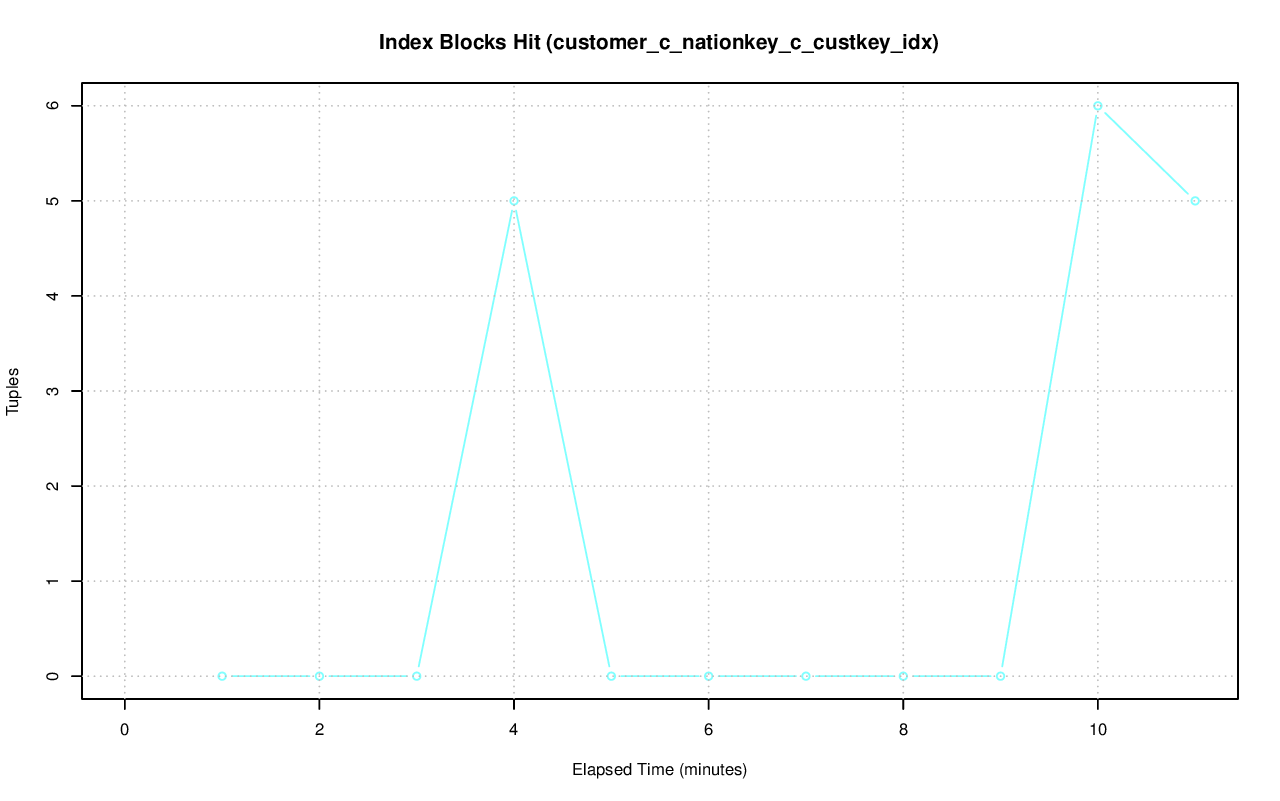 Index Blocks Hit (customer_c_nationkey_c_custkey_idx)
6
5
4
3
2
1
0
Tuples
0 2 4 6 8 10
Elapsed Time (minutes)